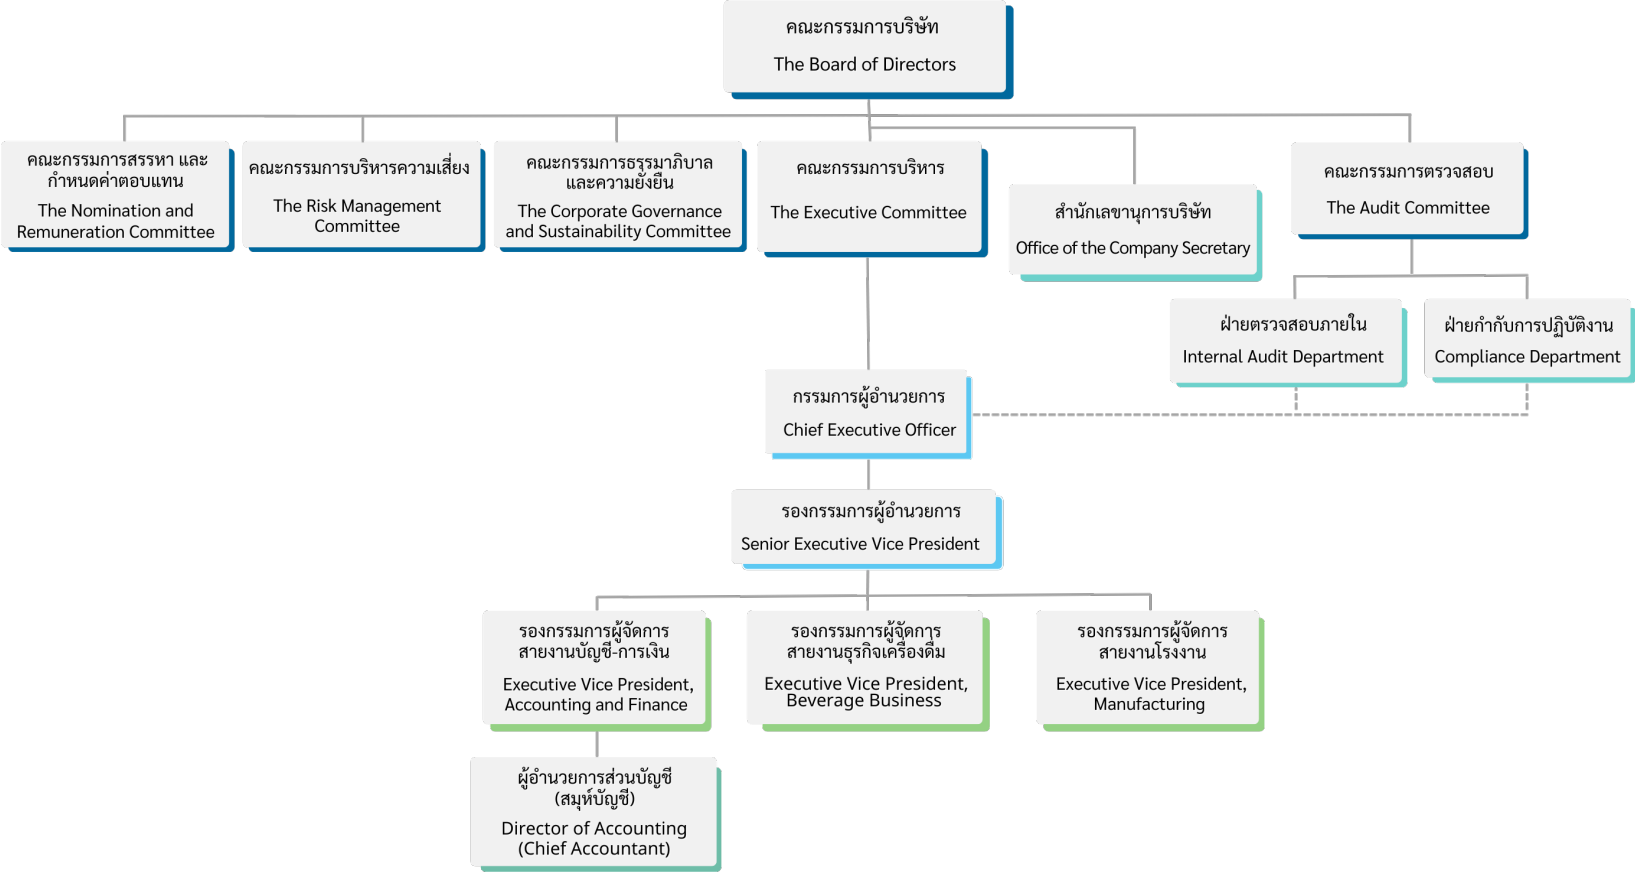 คณะกรรมการบริษัท
The Board of Directors
คณะกรรมการสรรหา และ
กำหนดค่าตอบแทน
The Nomination and
Remuneration Committee
คณะกรรมการบริหารความเสี่ยง
The Risk Management
Committee
คณะกรรมการธรรมาภิบาล
และความยั่งยืน
The Corporate Governance
and Sustainability Committee
คณะกรรมการบริหาร
The Executive Committee
สำนักเลขานุการบริษัท
Office of the Company Secretary
คณะกรรมการตรวจสอบ
The Audit Committee
ฝ่ายตรวจสอบภายใน
Internal Audit Department
ฝ่ายกำกับการปฏิบัติงาน
Compliance Department
กรรมการผู้อำนวยการ
Chief Executive Officer
รองกรรมการผู้อำนวยการ
Senior Executive Vice President
รองกรรมการผู้จัดการ
สายงานบัญชี-การเงิน
Executive Vice President,
Accounting and Finance
รองกรรมการผู้จัดการ
สายงานธุรกิจเครื่องดื่ม
Executive Vice President,
Beverage Business
รองกรรมการผู้จัดการ
สายงานโรงงาน
Executive Vice President,
Manufacturing
ผู้อำนวยการส่วนบัญชี
(สมุห์บัญชี)
Director of Accounting
(Chief Accountant)